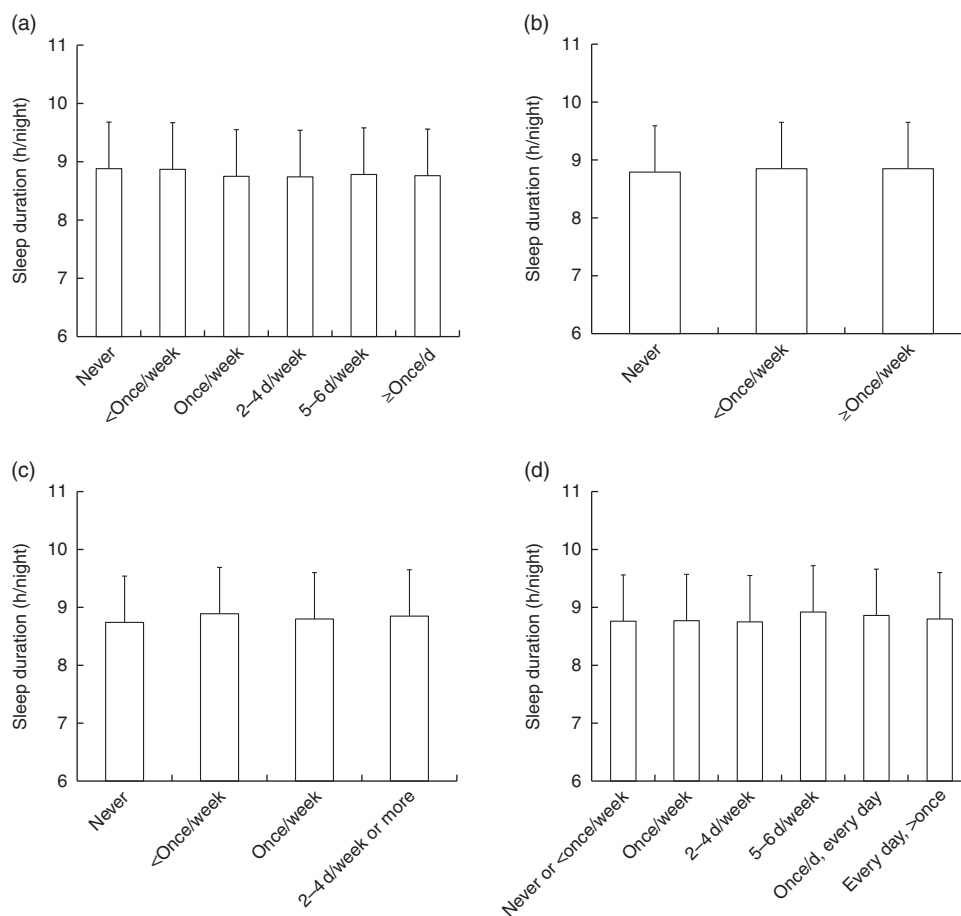 (a)
11
10
9
8
7
6
Sleep duration (h/night)
Never
<Once/week
Once/week
2–4 d/week
5–6 d/week
≥Once/d
(b)
11
10
9
8
7
6
Sleep duration (h/night)
Never
<Once/week
≥Once/week
(c)
11
10
9
8
7
6
Sleep duration (h/night)
Never
<Once/week
Once/week
2–4 d/week or more
(d)
11
10
9
8
7
6
Sleep duration (h/night)
Never or <once/week
Once/week
2–4 d/week
5–6 d/week
Once/d, every day
Every day, >once